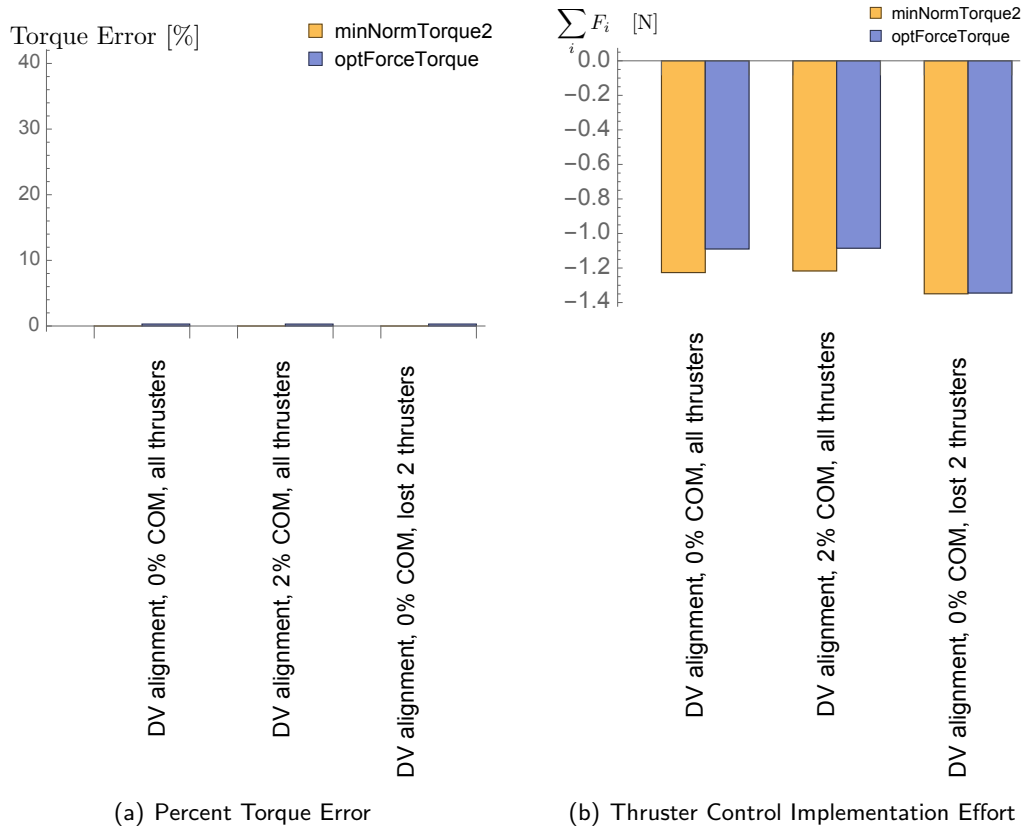 Torque Error [%]
minNormTorque2
optForceTorque
40
30
20
10
0
DV alignment, 0% COM, all thrusters
DV alignment, 2% COM, all thrusters
DV alignment, 0% COM, lost 2 thrusters
(a) Percent Torque Error
∑ F_i [N]
i
minNormTorque2
optForceTorque
0.0
−0.2
−0.4
−0.6
−0.8
−1.0
−1.2
−1.4
DV alignment, 0% COM, all thrusters
DV alignment, 2% COM, all thrusters
DV alignment, 0% COM, lost 2 thrusters
(b) Thruster Control Implementation Effort